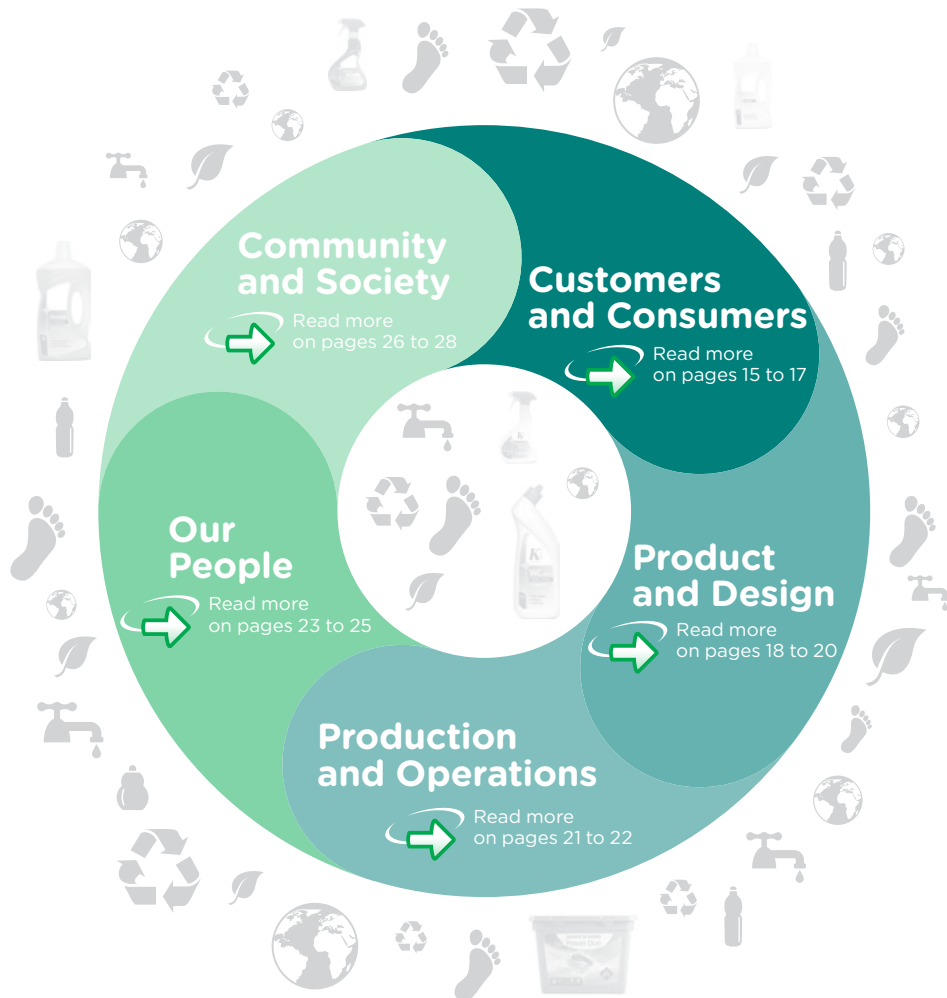 Community
and Society
Read more
on pages 26 to 28
Customers
and Consumers
Read more
on pages 15 to 17
Product
and Design
Read more
on pages 18 to 20
Production
and Operations
Read more
on pages 21 to 22
Our
People
Read more
on pages 23 to 25